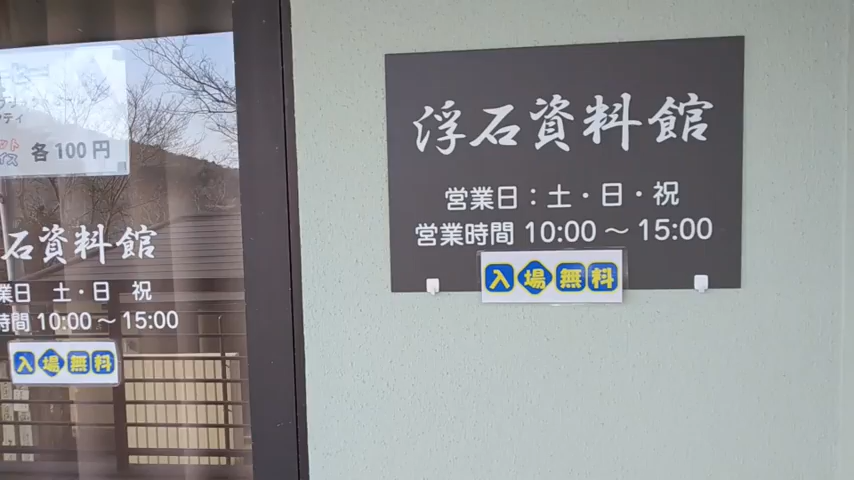 各100円
石資料館
業日 土・日 祝
時間 10:00～15:00
入場無料
浮石資料館
営業日：土・日・祝
営業時間 10:00～15:00
入場無料